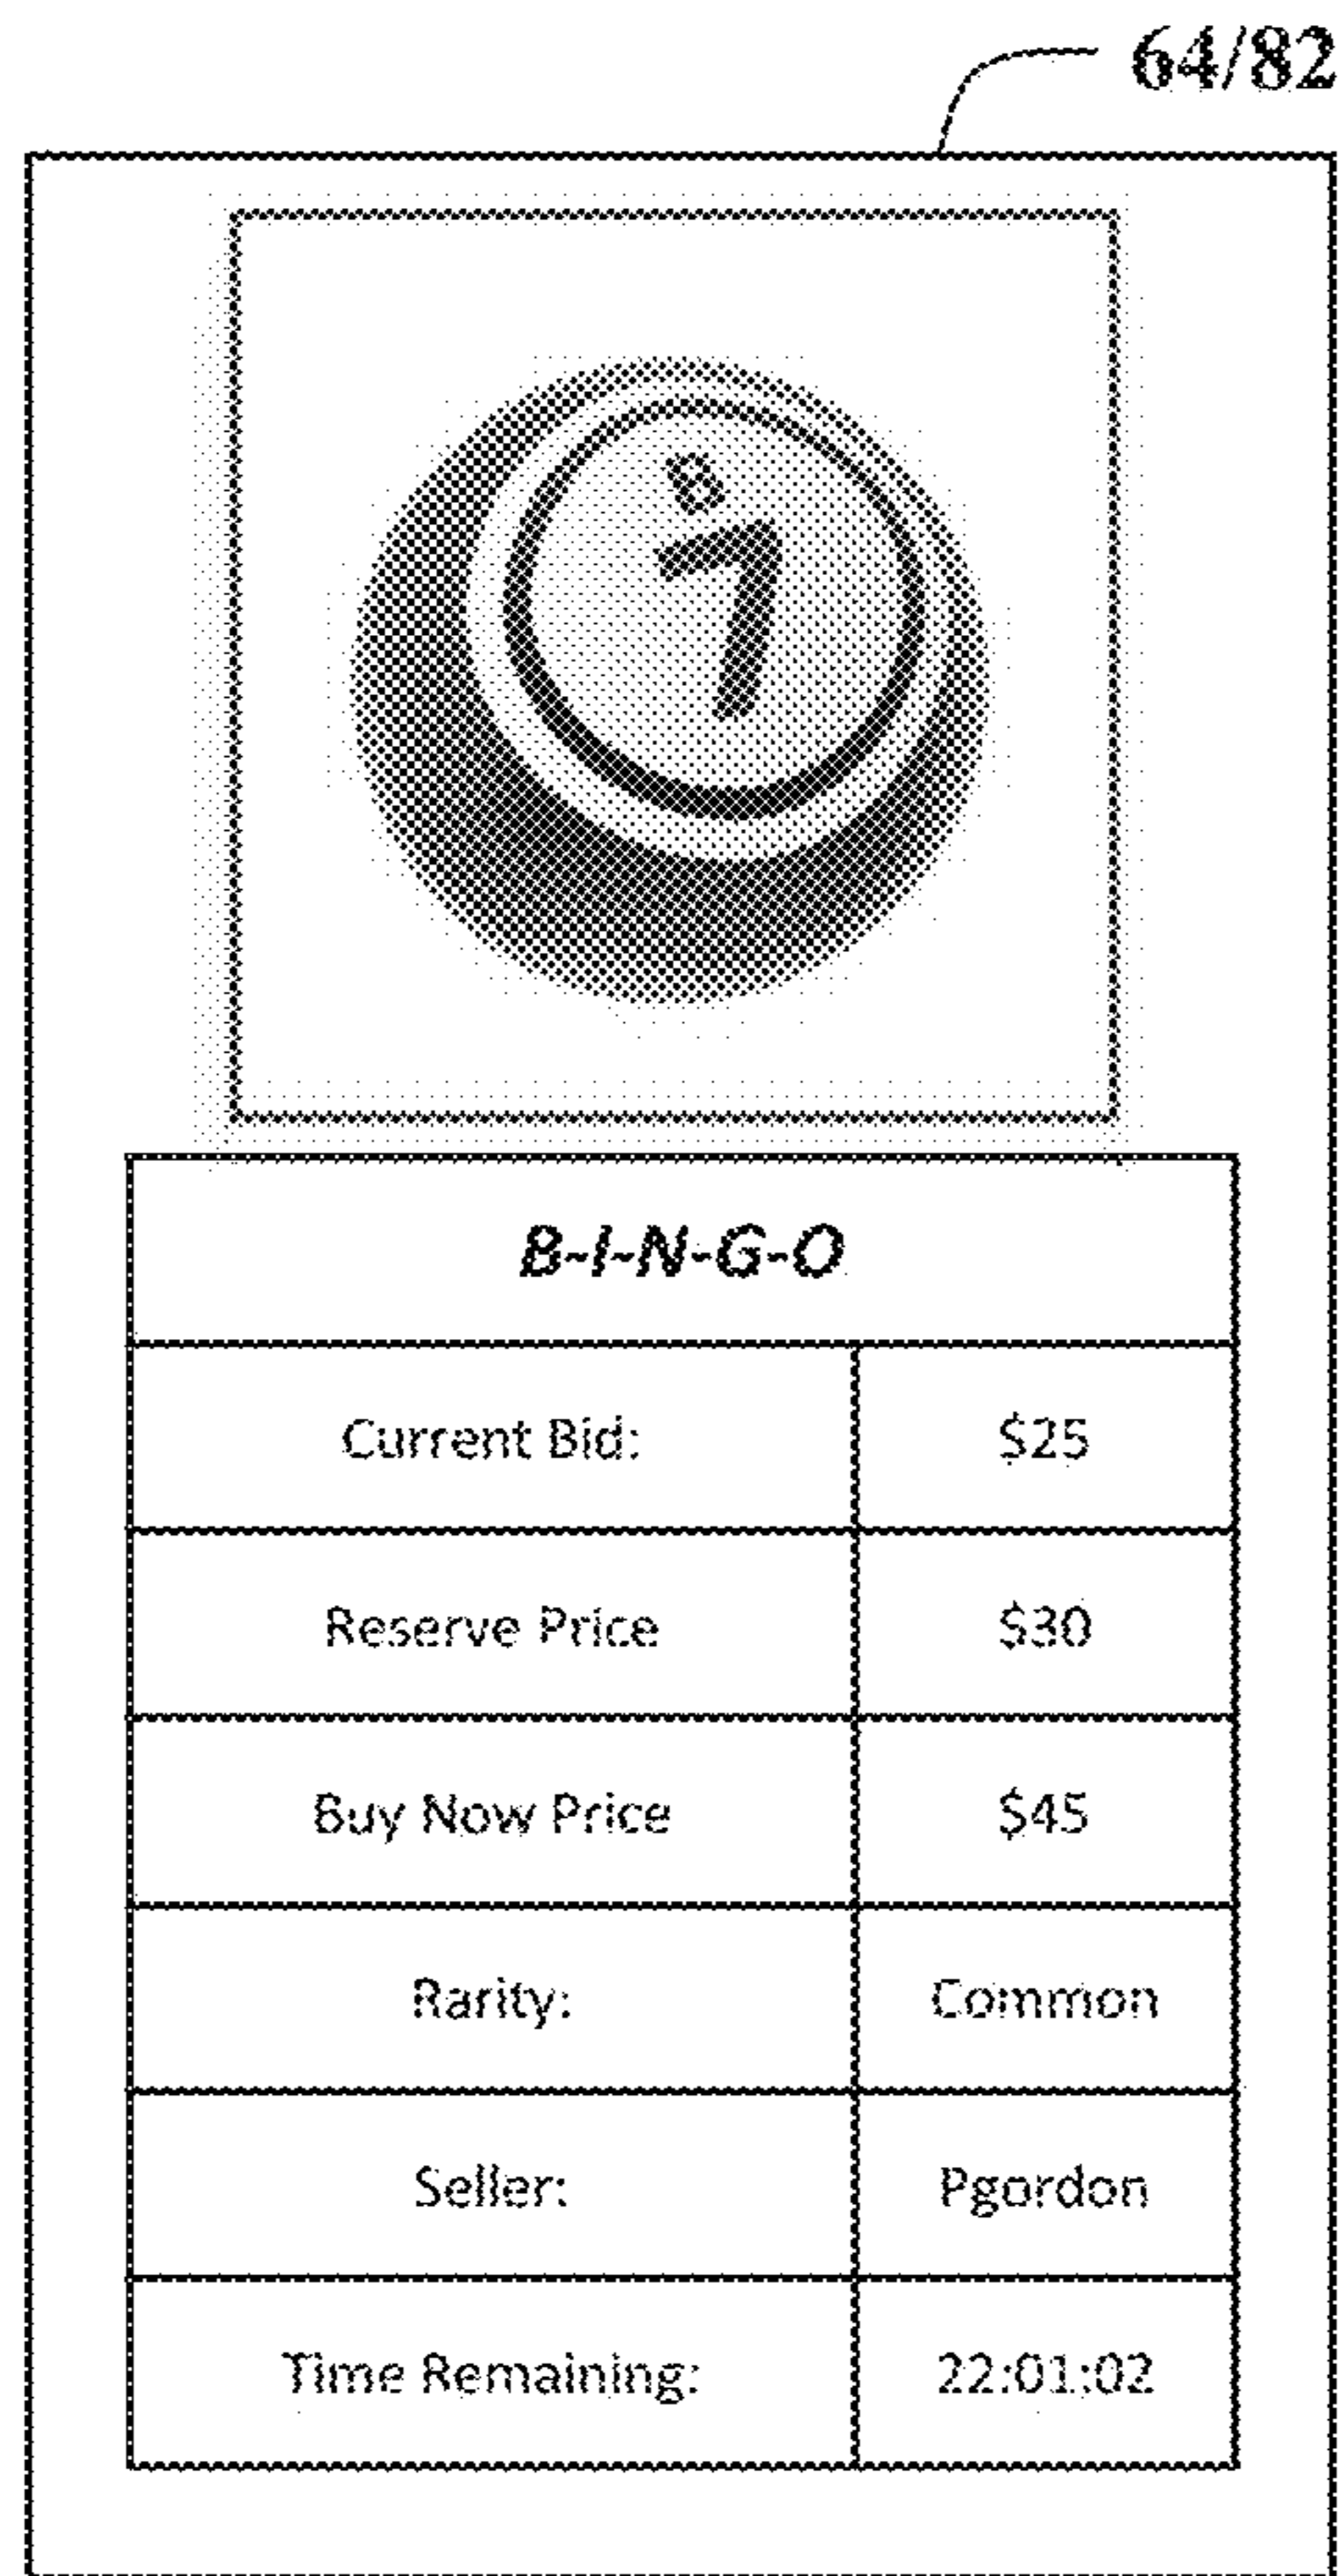 64/82
B
7
B-I-N-G-O
Current Bid: $25
Reserve Price $30
Buy Now Price $45
Rarity: Common
Seller: Pgordon
Time Remaining: 22:01:02